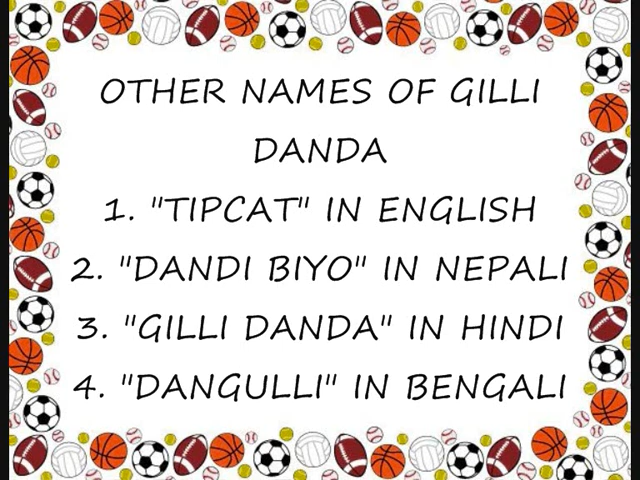 OTHER NAMES OF GILLI
DANDA
1. "TIPCAT" IN ENGLISH
2. "DANDI BIYO" IN NEPALI
3. "GILLI DANDA" IN HINDI
4. "DANGULLI" IN BENGALI